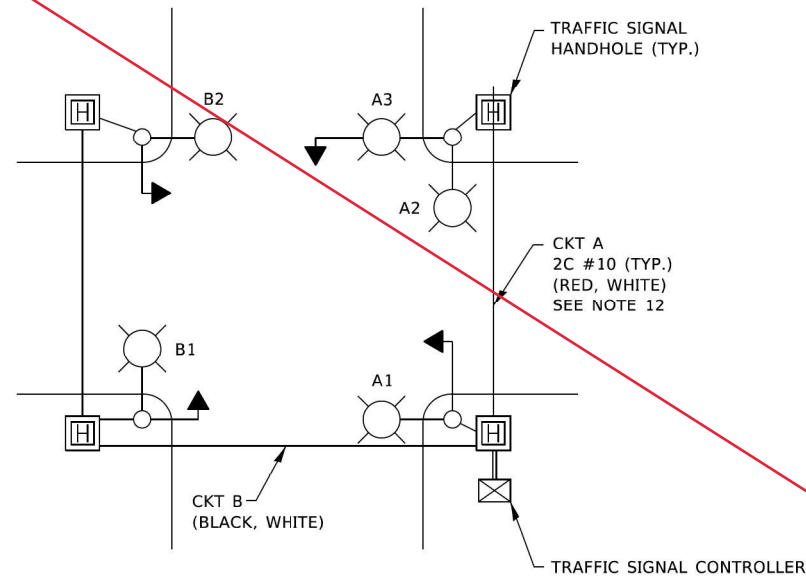 TRAFFIC SIGNAL
HANDHOLE (TYP.)
H
B2
A3
H
A2
CKT A
2C #10 (TYP.)
(RED, WHITE)
SEE NOTE 12
B1
A1
H
H
CKT B
(BLACK, WHITE)
TRAFFIC SIGNAL CONTROLLER